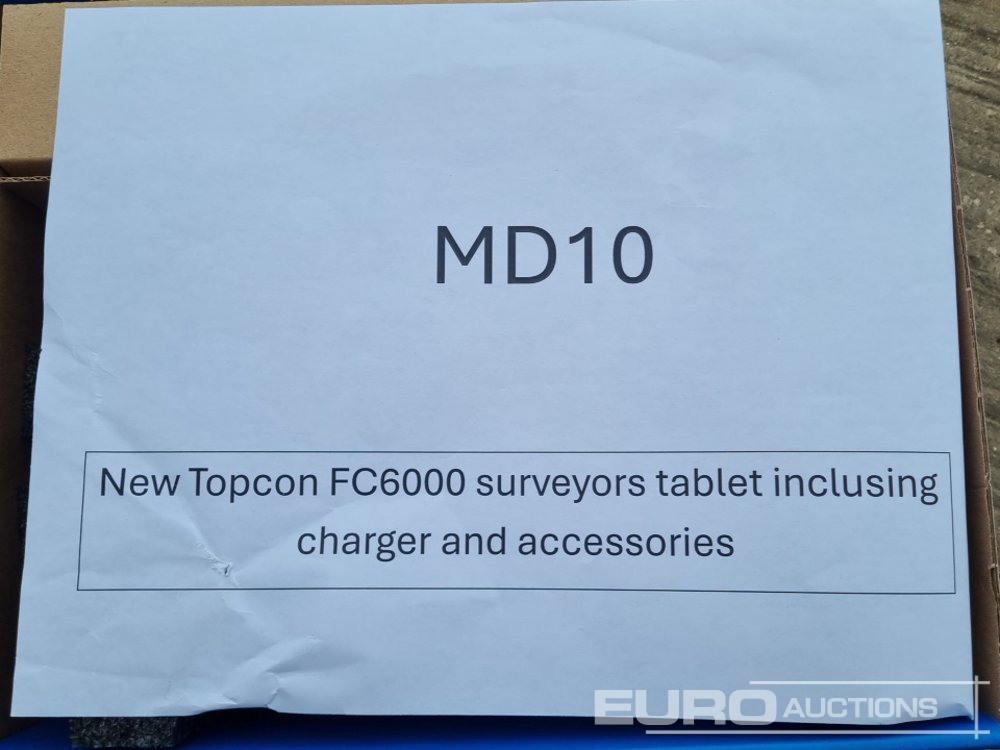 MD10
New Topcon FC6000 surveyors tablet inclusing
charger and accessories
EURO AUCTIONS